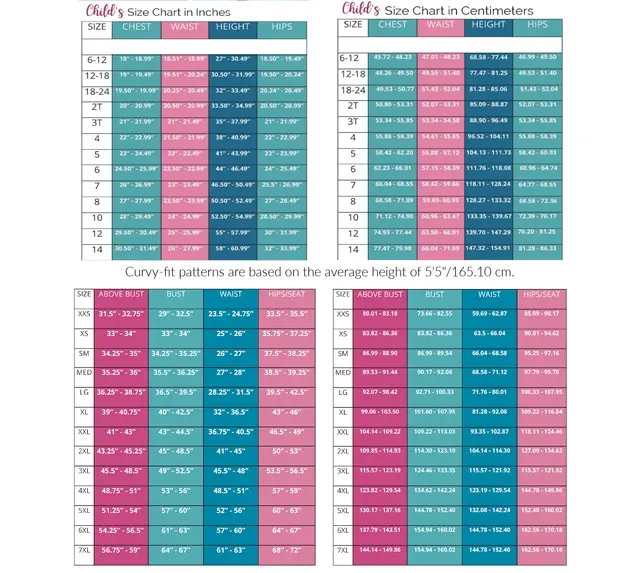 Child's Size Chart in Inches
SIZE CHEST WAIST HEIGHT HIPS
6-12 18" - 18.99" 18.51" - 18.99" 27" - 30.49" 18.50" - 19.49"
12-18 19" - 19.49" 19.51" - 20.24" 30.50" - 31.99" 19.50" - 20.24"
18-24 19.50" - 19.99" 20.25" - 20.49" 32" - 33.49" 20.24" - 20.49"
2T 20" - 20.99" 20.50" - 20.99" 33.50" - 34.99" 20.50" - 20.99"
3T 21" - 21.99" 21" - 21.49" 35" - 37.99" 21" - 21.99"
4 22" - 22.99" 21.50" - 21.99" 38" - 40.99" 22" - 22.99"
5 23" - 24.49" 22" - 22.49" 41" - 43.99" 23" - 23.99"
6 24.50" - 25.99" 22.50" - 22.99" 44" - 46.49" 24" - 25.49"
7 26" - 26.99" 23" - 23.49" 46.50" - 50.49" 25.5" - 26.99"
8 27" - 27.99" 23.50" - 23.99" 50.50" - 52.49" 27" - 28.49"
10 28" - 29.49" 24" - 24.99" 52.50" - 54.99" 28.50" - 29.99"
12 29.50" - 30.49" 25" - 25.99" 55" - 57.99" 30" - 31.99"
14 30.50" - 31.49" 26" - 27.99" 58" - 60.99" 32" - 33.99"
Child's Size Chart in Centimeters
SIZE CHEST WAIST HEIGHT HIPS
6-12 45.72 - 48.23 47.01 - 48.23 68.58 - 77.44 46.99 - 49.50
12-18 48.26 - 49.50 49.55 - 51.40 77.47 - 81.25 49.53 - 51.40
18-24 49.53 - 50.77 51.43 - 52.04 81.28 - 85.06 51.43 - 52.04
2T 50.80 - 53.31 52.07 - 53.31 85.09 - 88.87 52.07 - 53.31
3T 53.34 - 55.85 53.34 - 54.58 88.90 - 96.49 53.34 - 55.85
4 55.88 - 58.39 54.61 - 55.85 96.52 - 104.11 55.88 - 58.39
5 58.42 - 62.20 55.88 - 57.12 104.13 - 111.73 58.42 - 60.93
6 62.23 - 66.01 57.15 - 58.39 111.76 - 118.08 60.96 - 64.74
7 66.04 - 68.55 58.42 - 59.66 118.11 - 128.24 64.77 - 68.55
8 68.58 - 71.09 59.69 - 60.93 128.27 - 133.32 68.58 - 72.36
10 71.12 - 74.90 60.96 - 63.47 133.35 - 139.67 72.39 - 76.17
12 74.93 - 77.44 63.50 - 66.01 139.70 - 147.29 76.20 - 81.25
14 77.47 - 79.98 66.04 - 71.09 147.32 - 154.91 81.28 - 86.33
Curvy-fit patterns are based on the average height of 5'5"/165.10 cm.
SIZE ABOVE BUST BUST WAIST HIPS/SEAT
XXS 31.5" - 32.75" 29" - 32.5" 23.5" - 24.75" 33.5" - 35.5"
XS 33" - 34" 33" - 34" 25" - 26" 35.75" - 37.25"
SM 34.25" - 35" 34.25" - 35.25" 26" - 27" 37.5" - 38.25"
MED 35.25" - 36" 35.5" - 36.25" 27" - 28" 38.5" - 39.25"
LG 36.25" - 38.75" 36.5" - 39.5" 28.25" - 31.5" 39.5" - 42.5"
XL 39" - 40.75" 40" - 42.5" 32" - 36.5" 43" - 46"
XXL 41" - 43" 43" - 44.5" 36.75" - 40.5" 46.5" - 49"
2XL 43.25" - 45.25" 45" - 48.5" 41" - 45" 50" - 53"
3XL 45.5" - 48.5" 49" - 52.5" 45.5" - 48" 53.5" - 56.5"
4XL 48.75" - 51" 53" - 56" 48.5" - 51" 57" - 59"
5XL 51.25" - 54" 57" - 60" 52" - 56" 60" - 63"
6XL 54.25" - 56.5" 61" - 63" 57" - 60" 64" - 67"
7XL 56.75" - 59" 64" - 67" 61" - 63" 68" - 72"
SIZE ABOVE BUST BUST WAIST HIPS/SEAT
XXS 80.01 - 83.18 73.66 - 82.55 59.69 - 62.87 85.09 - 90.17
XS 83.82 - 86.26 83.82 - 86.36 63.5 - 66.04 90.81 - 94.62
SM 86.99 - 88.90 86.99 - 89.54 66.04 - 68.58 95.25 - 97.16
MED 89.53 - 91.44 90.17 - 92.08 68.58 - 71.12 97.79 - 99.70
LG 92.07 - 98.42 92.71 - 100.33 71.76 - 80.01 100.33 - 107.95
XL 99.06 - 103.50 101.60 - 107.95 81.28 - 92.08 109.22 - 116.84
XXL 104.14 - 109.22 109.22 - 113.03 93.35 - 102.87 118.11 - 124.46
2XL 109.85 - 114.93 114.30 - 123.19 104.14 - 114.30 127.00 - 134.62
3XL 115.57 - 123.19 124.46 - 133.35 115.57 - 121.92 115.57 - 121.92
4XL 123.82 - 129.54 134.62 - 142.24 123.19 - 129.54 144.78 - 149.86
5XL 130.17 - 137.16 144.78 - 152.40 132.08 - 142.24 152.40 - 160.02
6XL 137.79 - 143.51 154.94 - 160.02 144.78 - 152.40 162.56 - 170.18
7XL 144.14 - 149.86 154.94 - 160.02 144.78 - 152.40 162.56 - 170.18